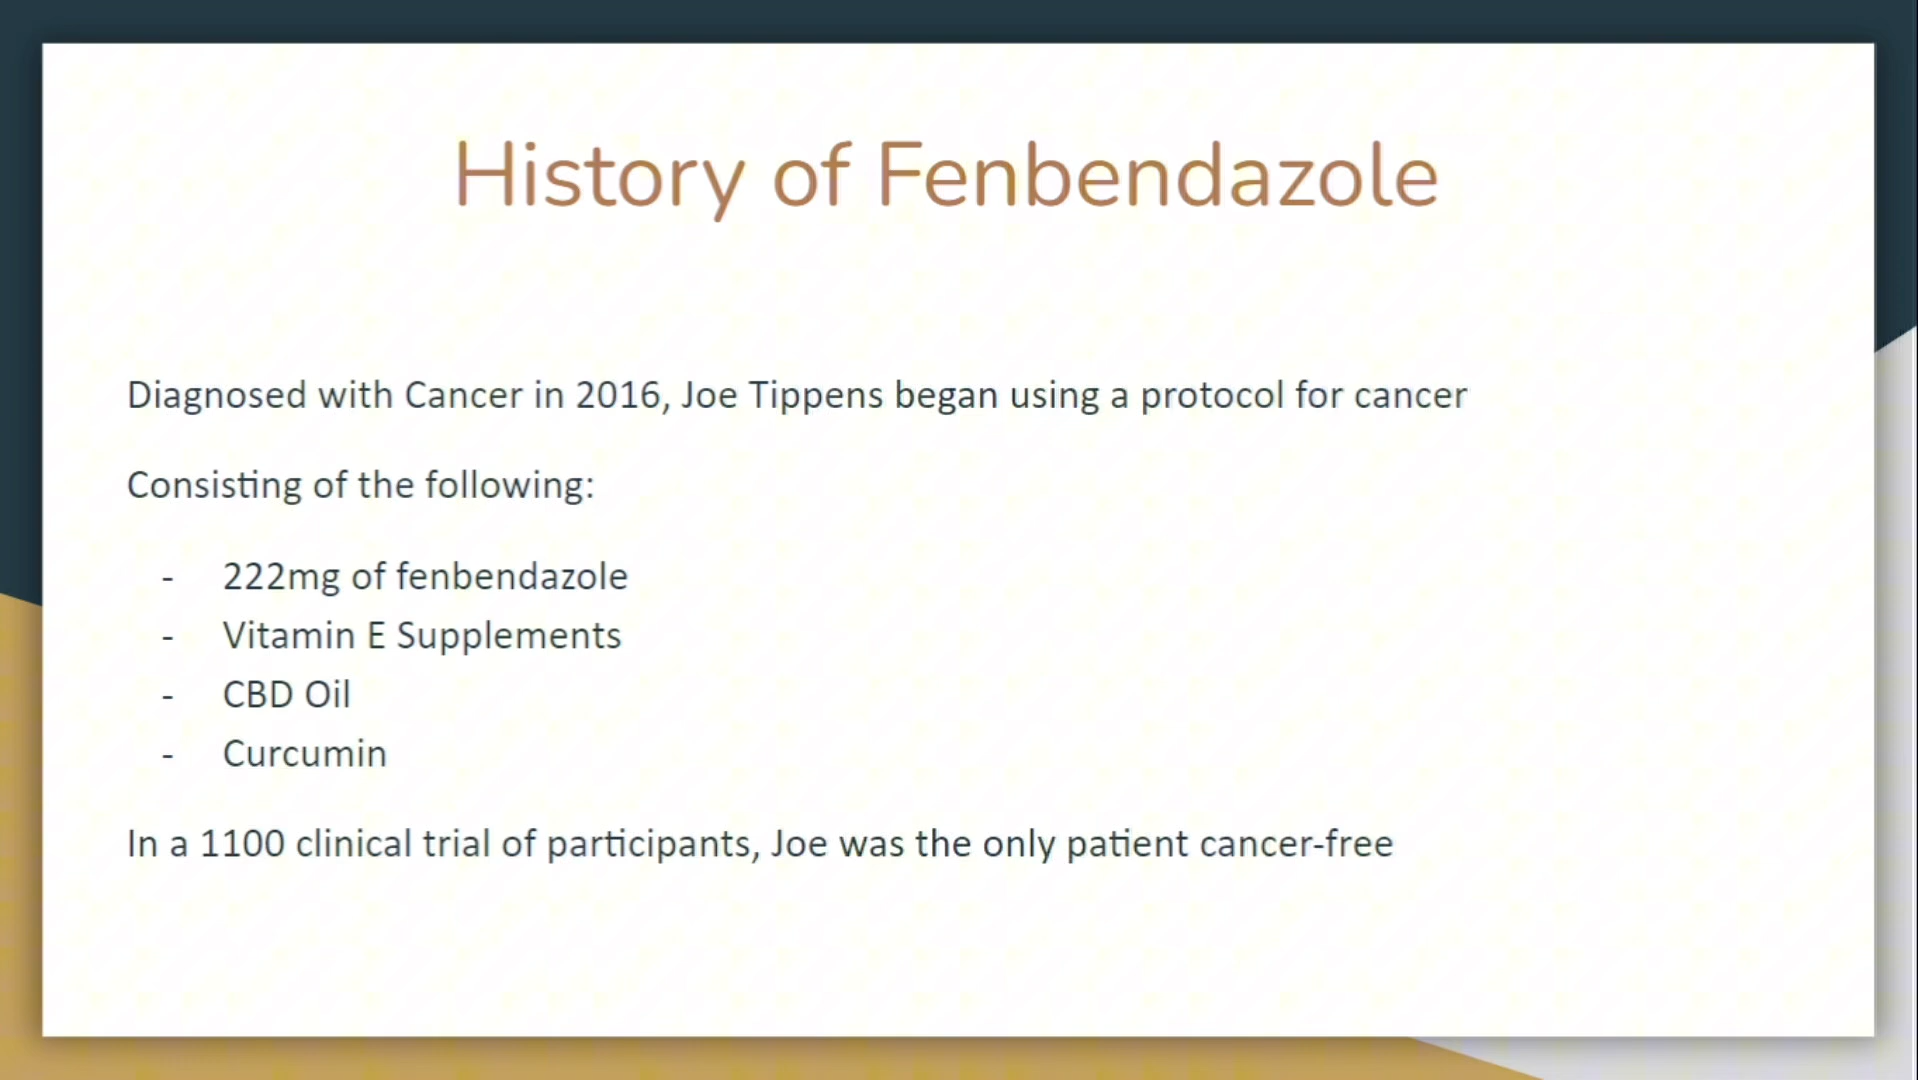 History of Fenbendazole
Diagnosed with Cancer in 2016, Joe Tippens began using a protocol for cancer
Consisting of the following:
- 222mg of fenbendazole
- Vitamin E Supplements
- CBD Oil
- Curcumin
In a 1100 clinical trial of participants, Joe was the only patient cancer-free